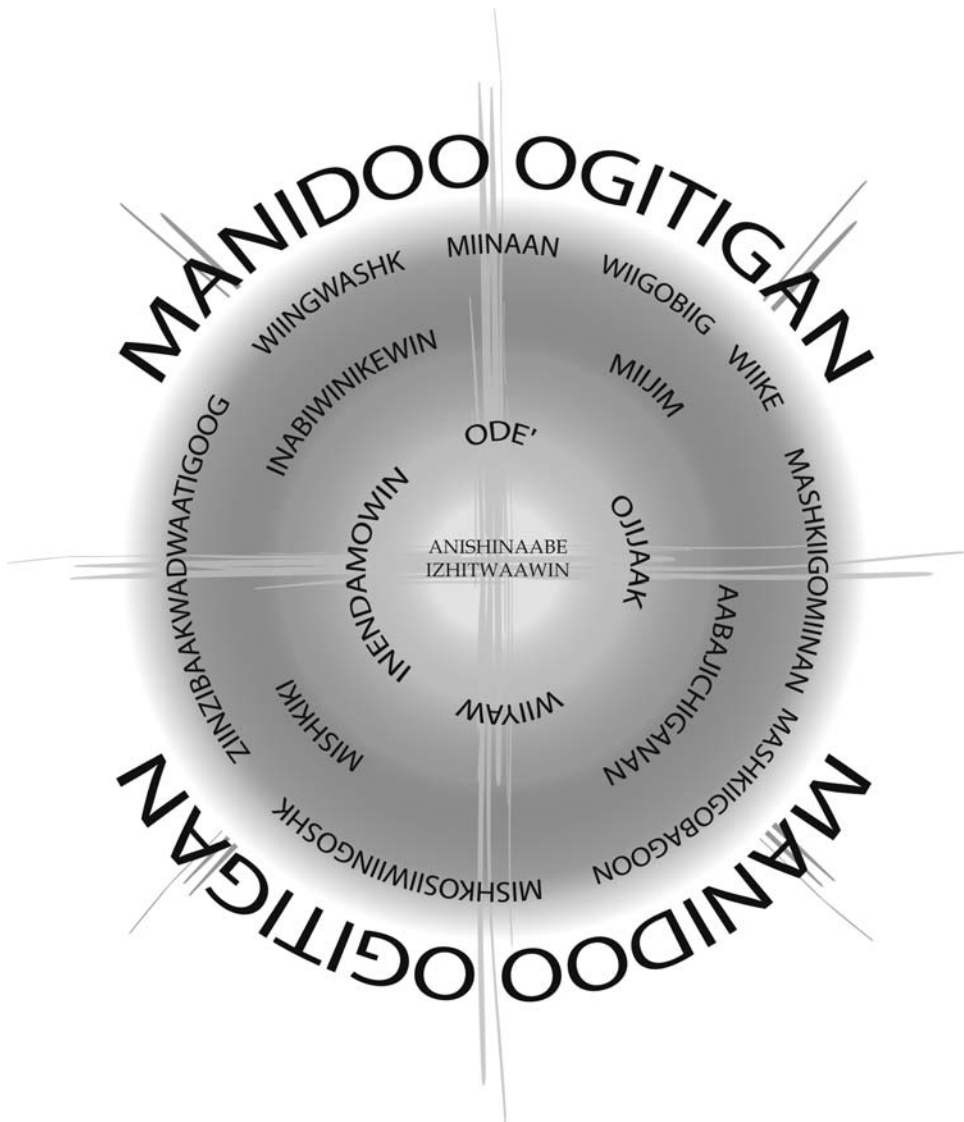 MANIDOO OGITIGAN
MIINAAN
WIIGOBIIG
WIIKE
MASHKIIGOMIINAN
MASHKIIGOBAGOON
MISHKOSIIWIINGOSHK
ZIINZIBAAKWADWAATIGOOG
WIINGWASHK
INABIWINIKEWIN
MIIJIM
AABAJICHIGANAN
MISHKIKI
ODE'
OJIJAAK
WIIYAW
INENDAMOWIN
ANISHINAABE
IZHITWAAWIN
MANIDOO OGITIGAN